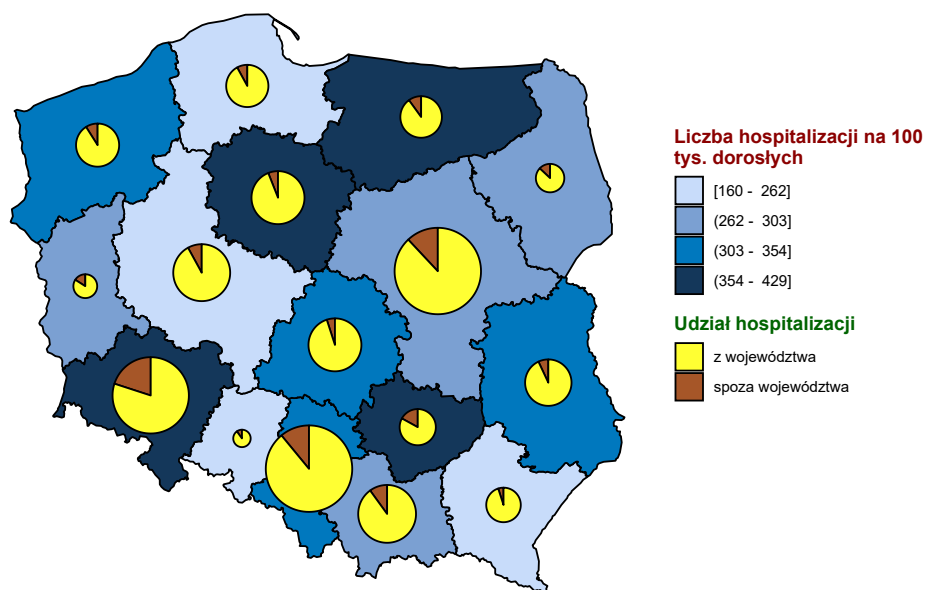 Liczba hospitalizacji na 100
tys. dorosłych
[160 - 262]
(262 - 303]
(303 - 354]
(354 - 429]
Udział hospitalizacji
z województwa
spoza województwa